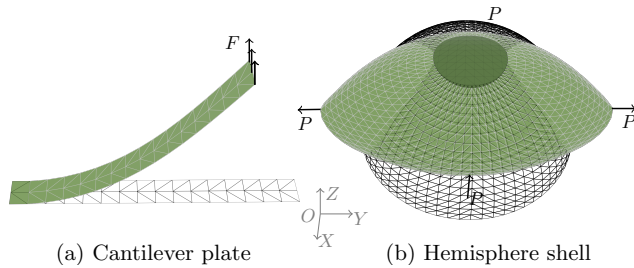 F
P
P
P
P
Z
O
Y
X
(a) Cantilever plate
(b) Hemisphere shell